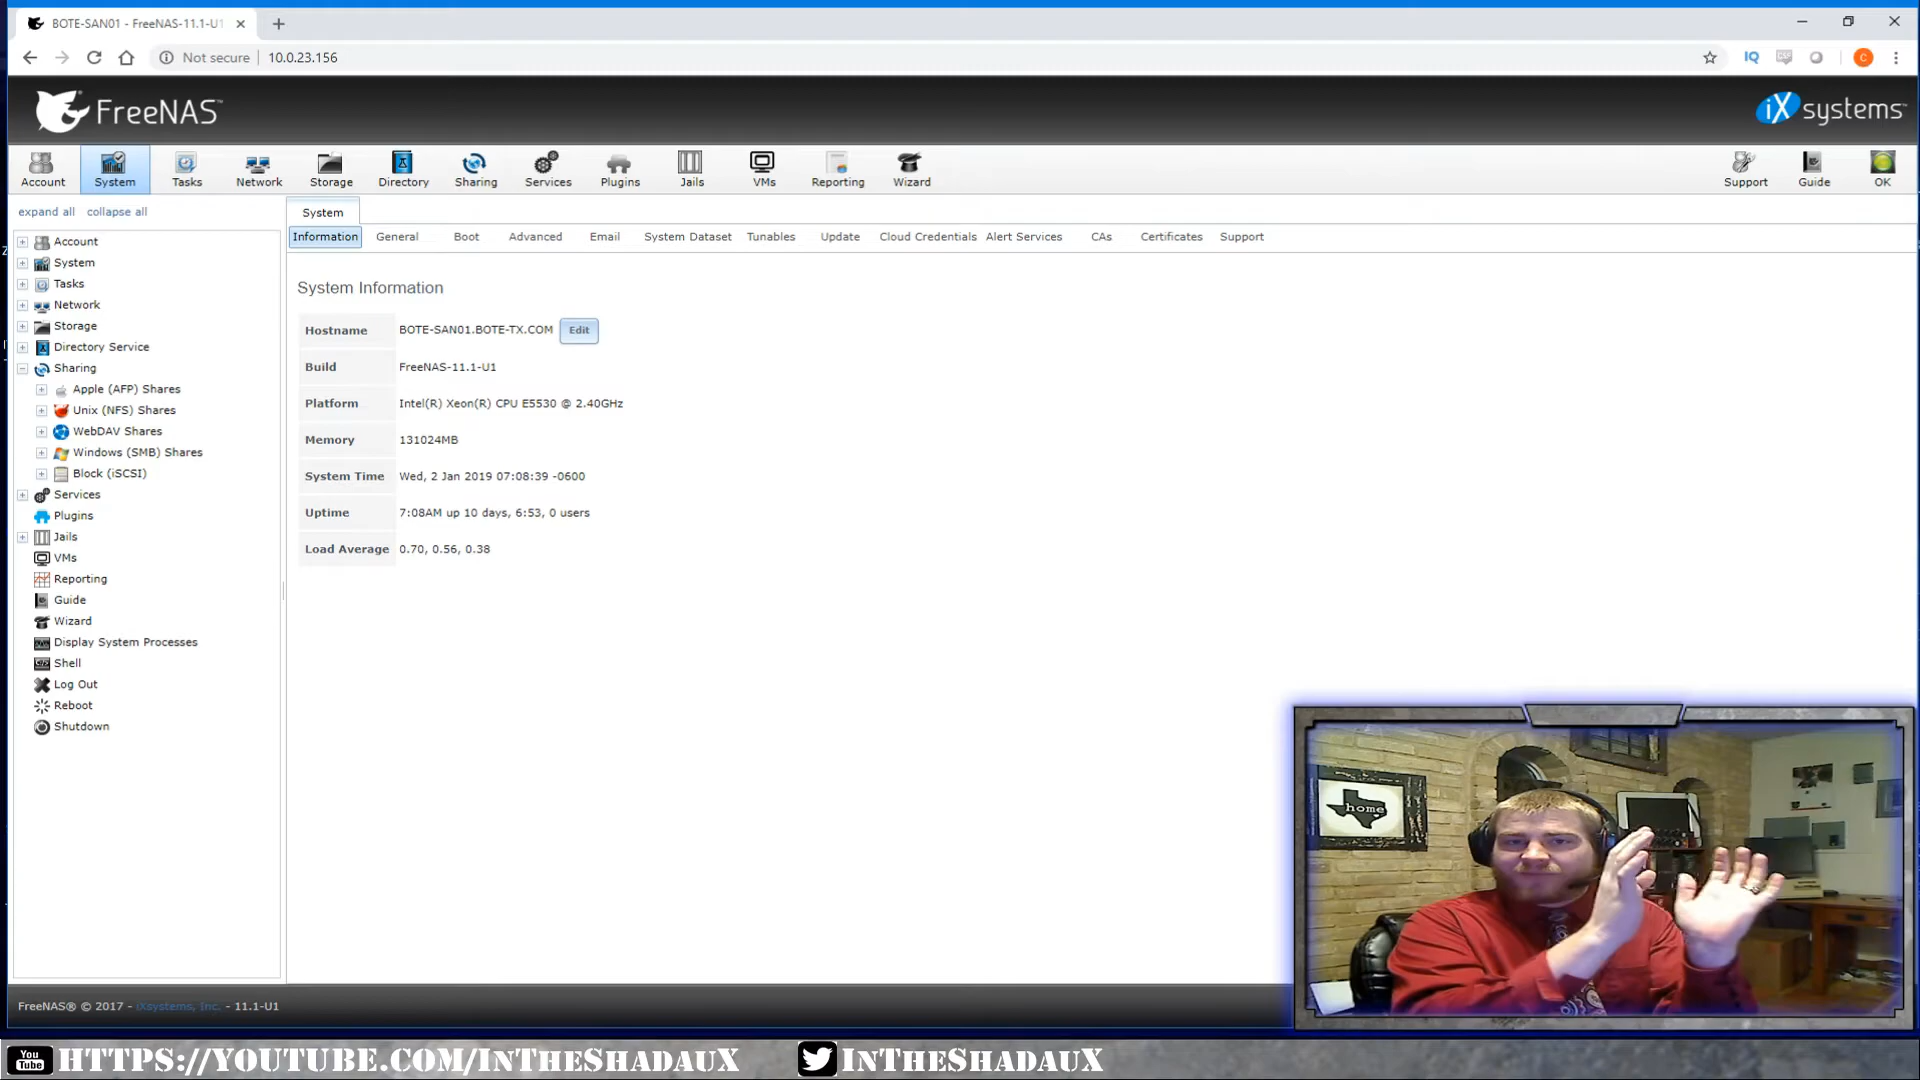 BOTE-SAN01 - FreeNAS-11.1-U1
Not secure | 10.0.23.156
IQ
C
FreeNAS™
iXsystems™
Account System Tasks Network Storage Directory Sharing Services Plugins Jails VMs Reporting Wizard Support Guide OK
expand all collapse all
System
Information General Boot Advanced Email System Dataset Tunables Update Cloud Credentials Alert Services CAs Certificates Support
Account
System
Tasks
Network
Storage
Directory Service
Sharing
Apple (AFP) Shares
Unix (NFS) Shares
WebDAV Shares
Windows (SMB) Shares
Block (iSCSI)
Services
Plugins
Jails
VMs
Reporting
Guide
Wizard
Display System Processes
Shell
Log Out
Reboot
Shutdown
System Information
Hostname BOTE-SAN01.BOTE-TX.COM Edit
Build FreeNAS-11.1-U1
Platform Intel(R) Xeon(R) CPU E5530 @ 2.40GHz
Memory 131024MB
System Time Wed, 2 Jan 2019 07:08:39 -0600
Uptime 7:08AM up 10 days, 6:53, 0 users
Load Average 0.70, 0.56, 0.38
home
FreeNAS® © 2017 - iXsystems, Inc. - 11.1-U1
You Tube HTTPS://YOUTUBE.COM/INTHESHADAUX INTHESHADAUX